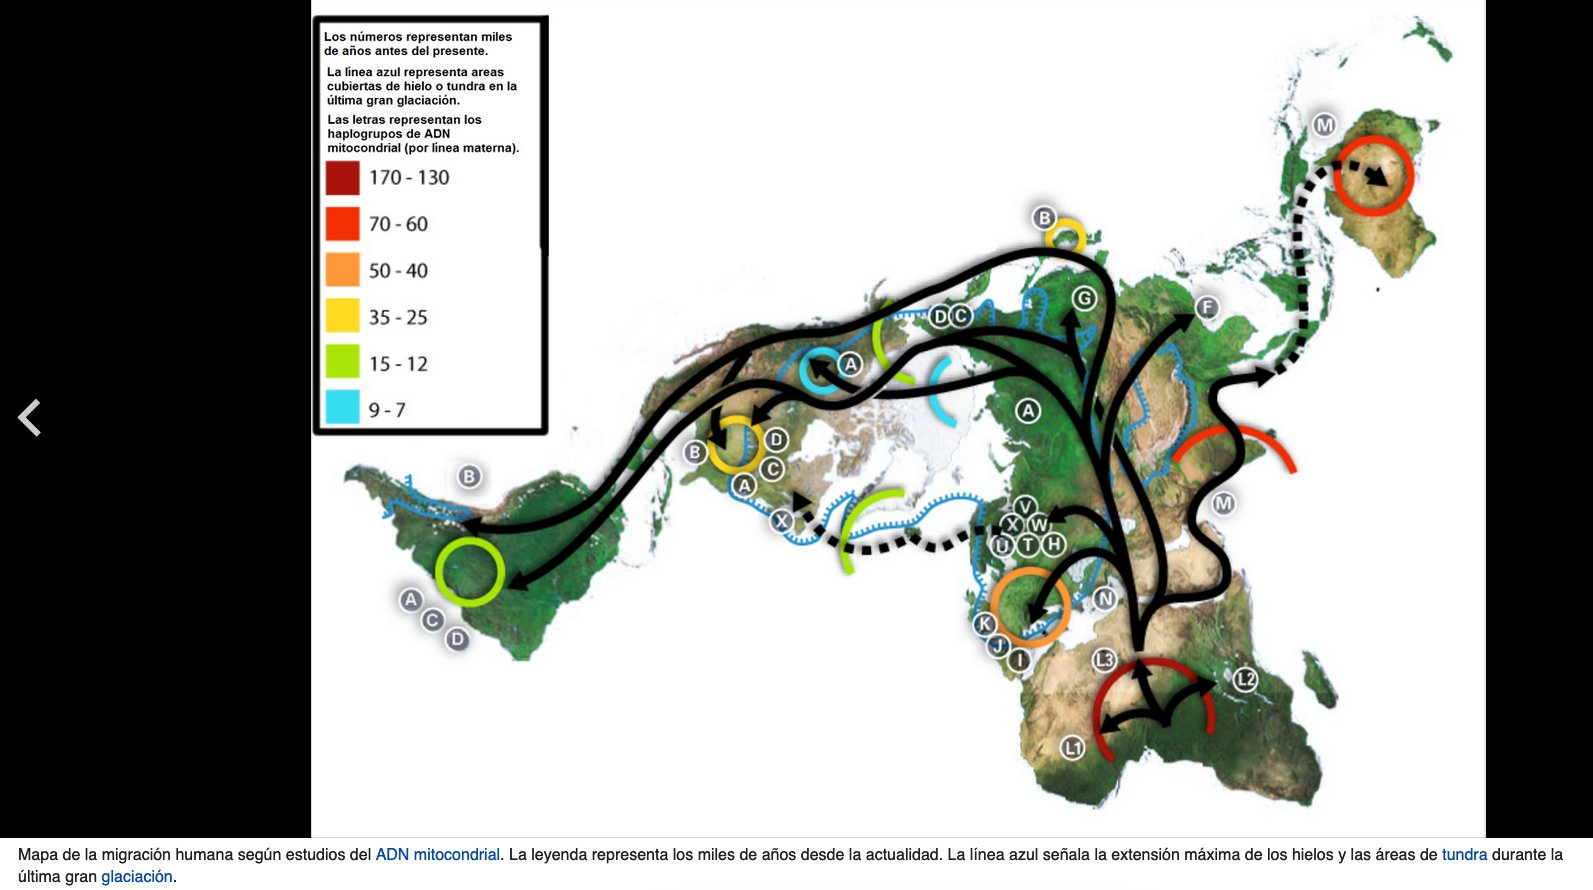 Los números representan miles
de años antes del presente.
La línea azul representa areas
cubiertas de hielo o tundra en la
última gran glaciación.
Las letras representan los
haplogrupos de ADN
mitocondrial (por línea materna).
170 - 130
70 - 60
50 - 40
35 - 25
15 - 12
9 - 7
M
B
G
F
D C
A
A
B
D
C
A
X
B
A
C
D
V
X W
U T H
M
N
K
J
I
L3
L2
L1
Mapa de la migración humana según estudios del ADN mitocondrial. La leyenda representa los miles de años desde la actualidad. La línea azul señala la extensión máxima de los hielos y las áreas de tundra durante la
última gran glaciación.